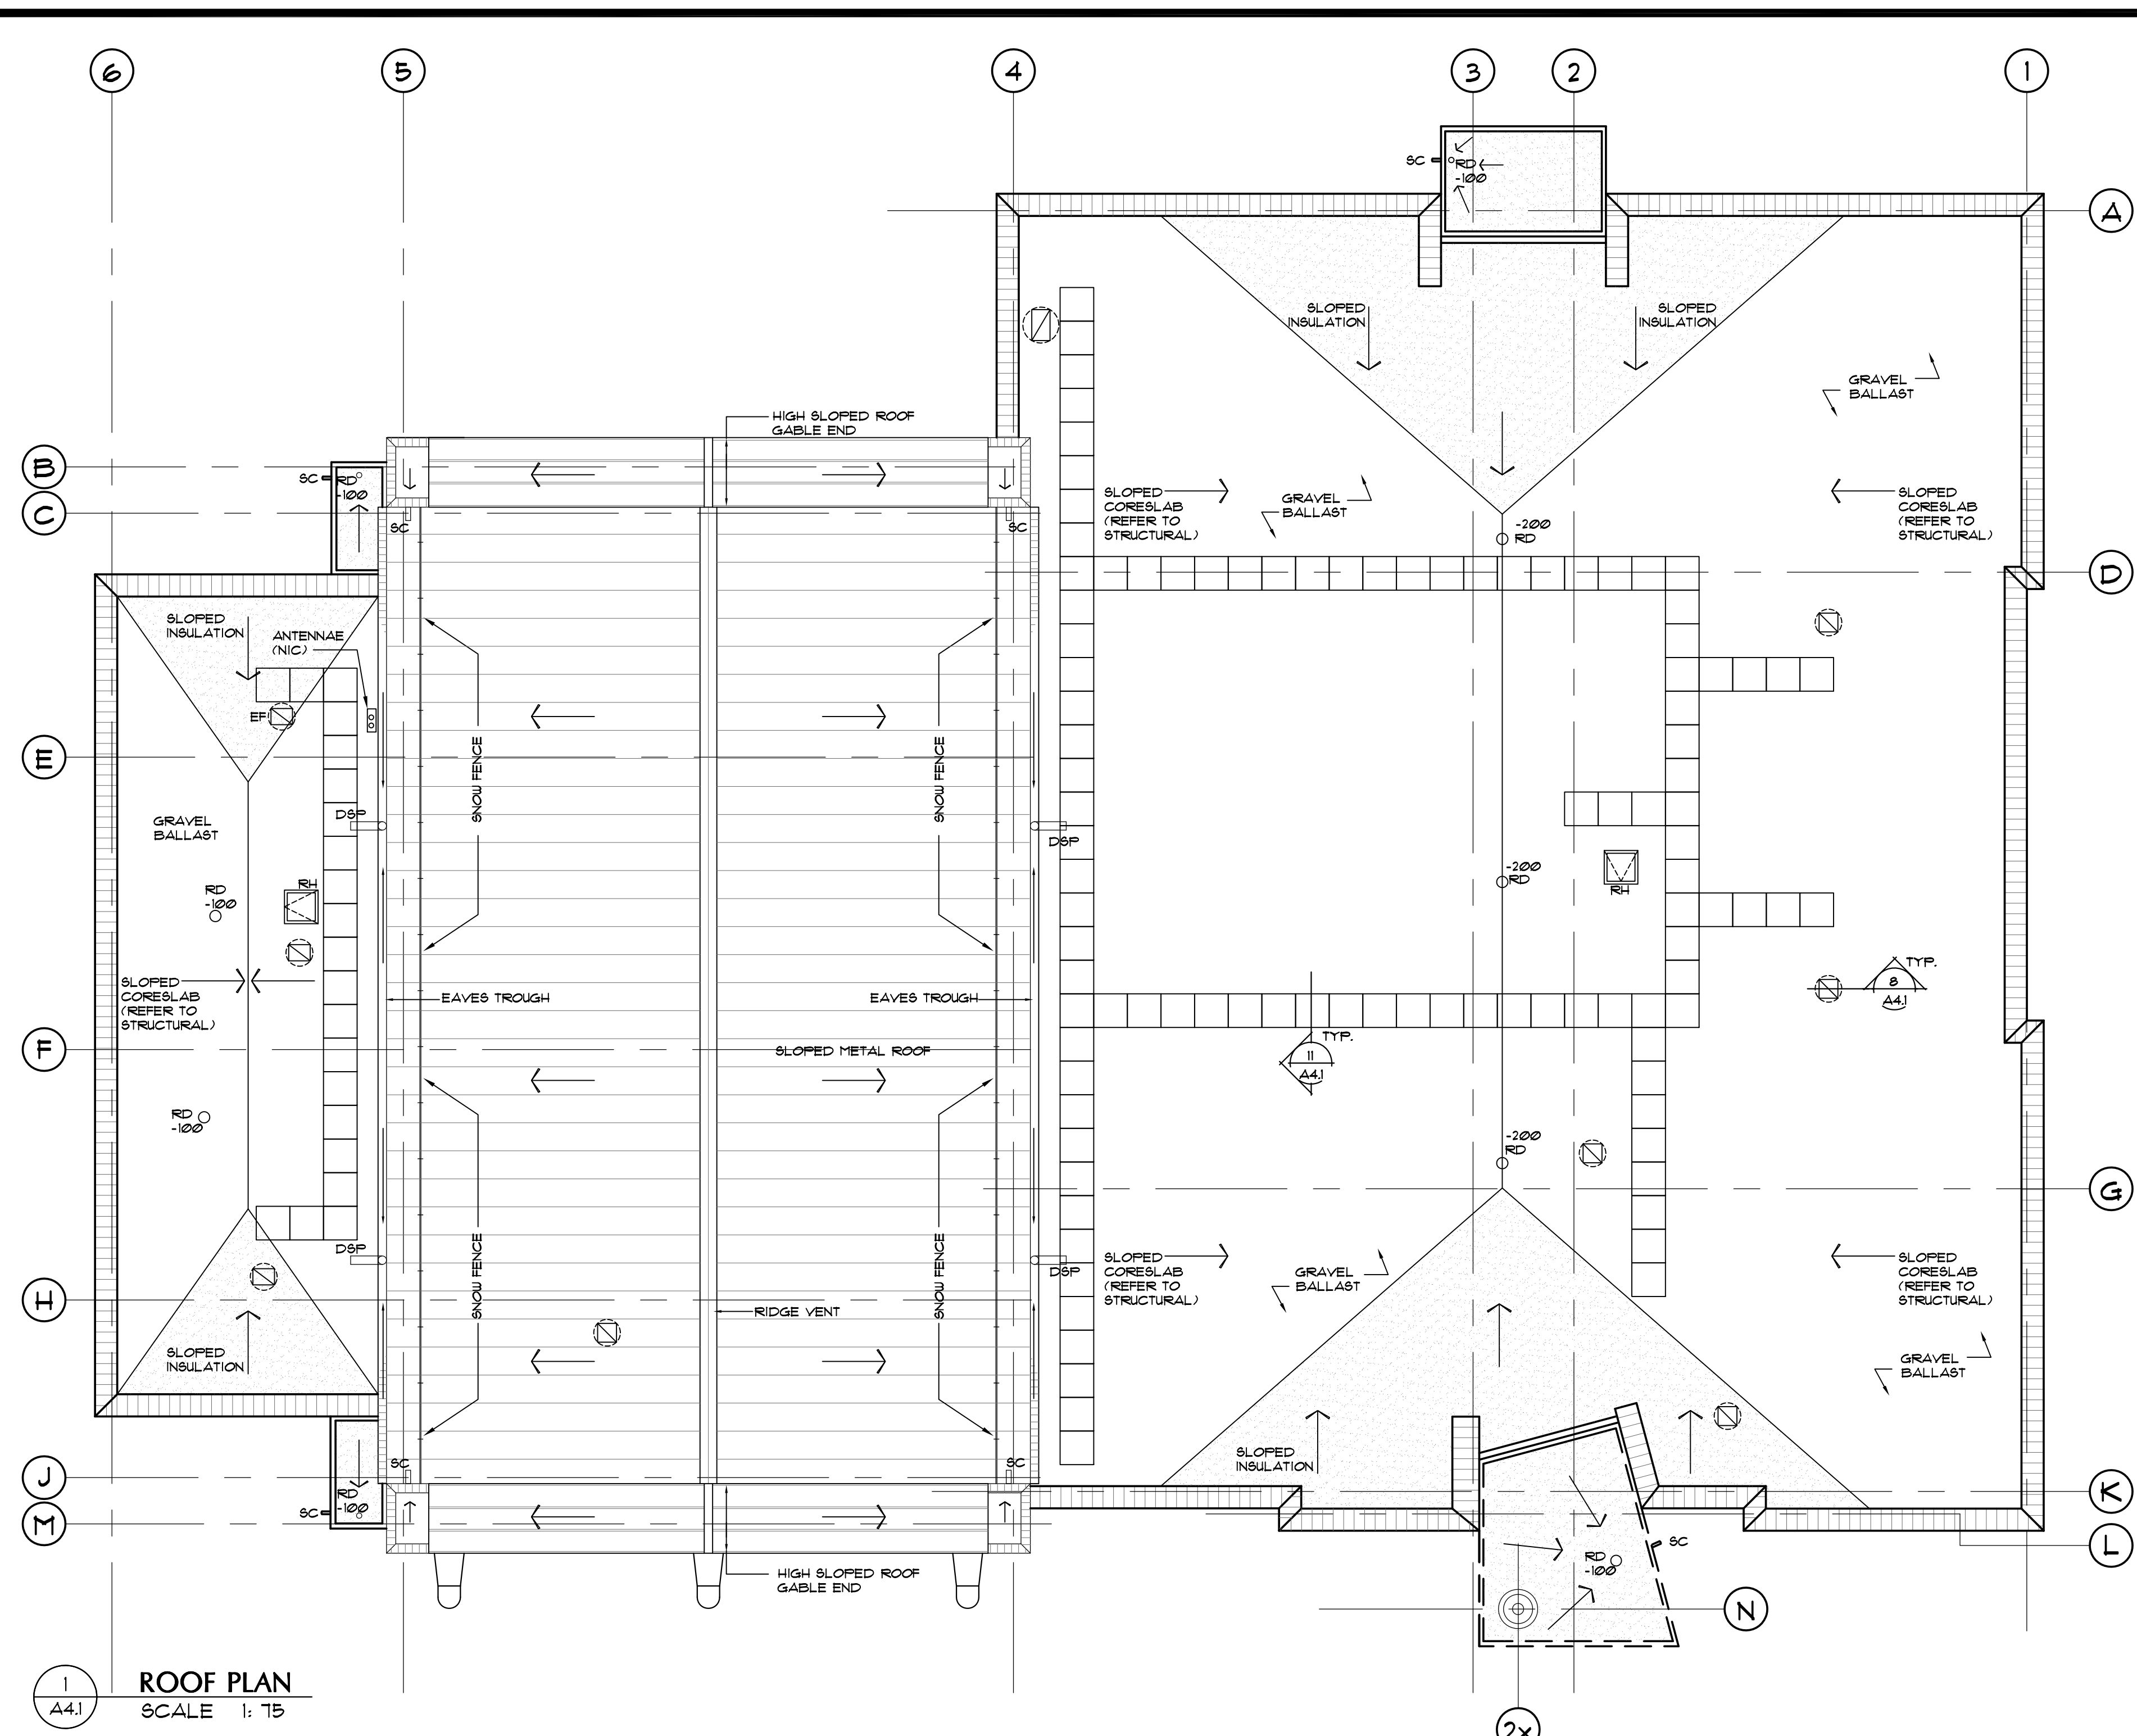 6
5
4
3
2
1
SC
RD
-100
A
SLOPED
INSULATION
SLOPED
INSULATION
GRAVEL
BALLAST
HIGH SLOPED ROOF
GABLE END
B
SC
RD
-100
C
SC
SC
SLOPED
CORESLAB
(REFER TO
STRUCTURAL)
GRAVEL
BALLAST
-200
RD
SLOPED
CORESLAB
(REFER TO
STRUCTURAL)
D
SLOPED
INSULATION
ANTENNAE
(NIC)
EF
E
SNOW FENCE
SNOW FENCE
GRAVEL
BALLAST
DSP
DSP
RD
-100
RH
-200
RD
RH
SLOPED
CORESLAB
(REFER TO
STRUCTURAL)
EAVES TROUGH
EAVES TROUGH
TYP.
8
A4.1
F
SLOPED METAL ROOF
TYP.
11
A4.1
RD
-100
-200
RD
G
DSP
DSP
SNOW FENCE
SNOW FENCE
SLOPED
CORESLAB
(REFER TO
STRUCTURAL)
GRAVEL
BALLAST
SLOPED
CORESLAB
(REFER TO
STRUCTURAL)
H
RIDGE VENT
SLOPED
INSULATION
GRAVEL
BALLAST
SLOPED
INSULATION
J
SC
SC
K
RD
-100
SC
M
L
SC
RD
-100
HIGH SLOPED ROOF
GABLE END
N
1
A4.1
ROOF PLAN
SCALE 1: 75
2x